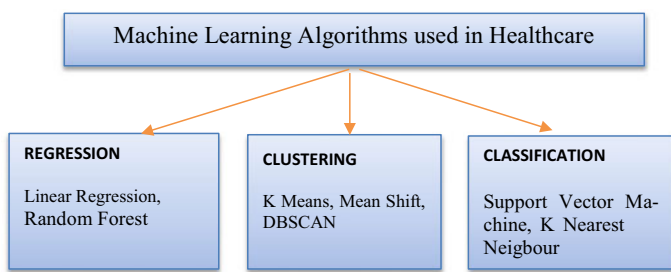 Machine Learning Algorithms used in Healthcare
REGRESSION
Linear Regression,
Random Forest
CLUSTERING
K Means, Mean Shift,
DBSCAN
CLASSIFICATION
Support Vector Ma-
chine, K Nearest
Neigbour